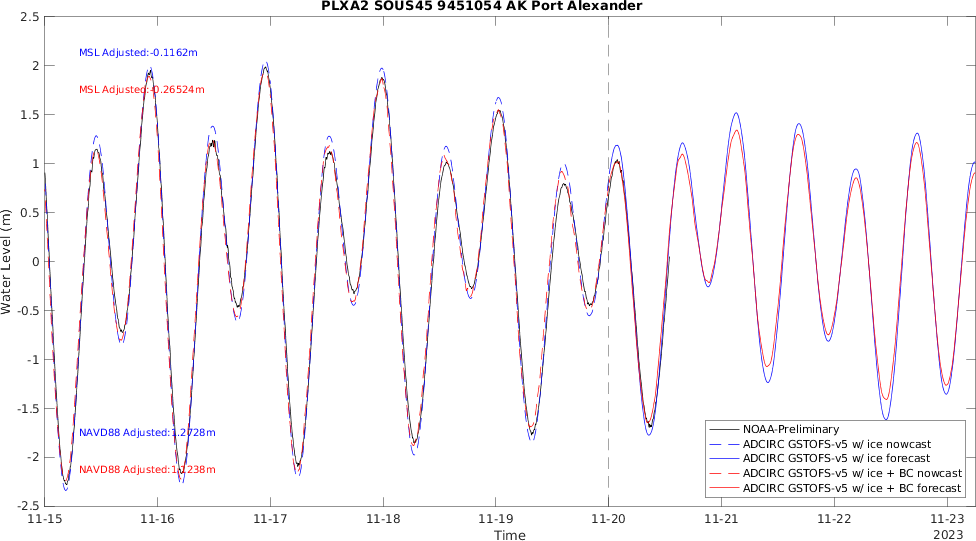 PLXA2 SOUS45 9451054 AK Port Alexander
2.5
2
1.5
1
0.5
0
-0.5
-1
-1.5
-2
-2.5
Water Level (m)
MSL Adjusted:-0.1162m
MSL Adjusted:-0.26524m
NAVD88 Adjusted:1.2728m
NAVD88 Adjusted:1.1238m
NOAA-Preliminary
ADCIRC GSTOFS-v5 w/ ice nowcast
ADCIRC GSTOFS-v5 w/ ice forecast
ADCIRC GSTOFS-v5 w/ ice + BC nowcast
ADCIRC GSTOFS-v5 w/ ice + BC forecast
11-15 11-16 11-17 11-18 11-19 11-20 11-21 11-22 11-23
Time
2023